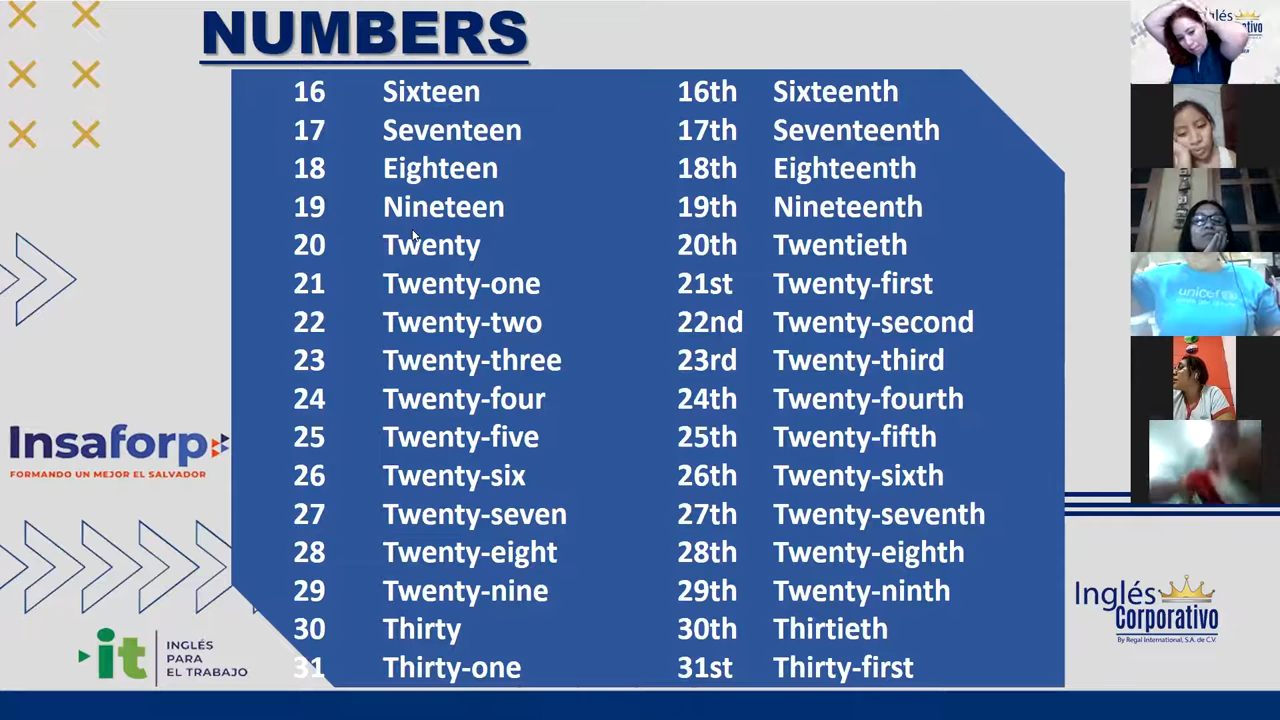 NUMBERS
16 Sixteen 16th Sixteenth
17 Seventeen 17th Seventeenth
18 Eighteen 18th Eighteenth
19 Nineteen 19th Nineteenth
20 Twenty 20th Twentieth
21 Twenty-one 21st Twenty-first
22 Twenty-two 22nd Twenty-second
23 Twenty-three 23rd Twenty-third
24 Twenty-four 24th Twenty-fourth
25 Twenty-five 25th Twenty-fifth
26 Twenty-six 26th Twenty-sixth
27 Twenty-seven 27th Twenty-seventh
28 Twenty-eight 28th Twenty-eighth
29 Twenty-nine 29th Twenty-ninth
30 Thirty 30th Thirtieth
31 Thirty-one 31st Thirty-first
Insaforp
FORMANDO UN MEJOR EL SALVADOR
it
INGLÉS
PARA
EL TRABAJO
Inglés
Corporativo
By Regal International, S.A. de C.V.
unicef